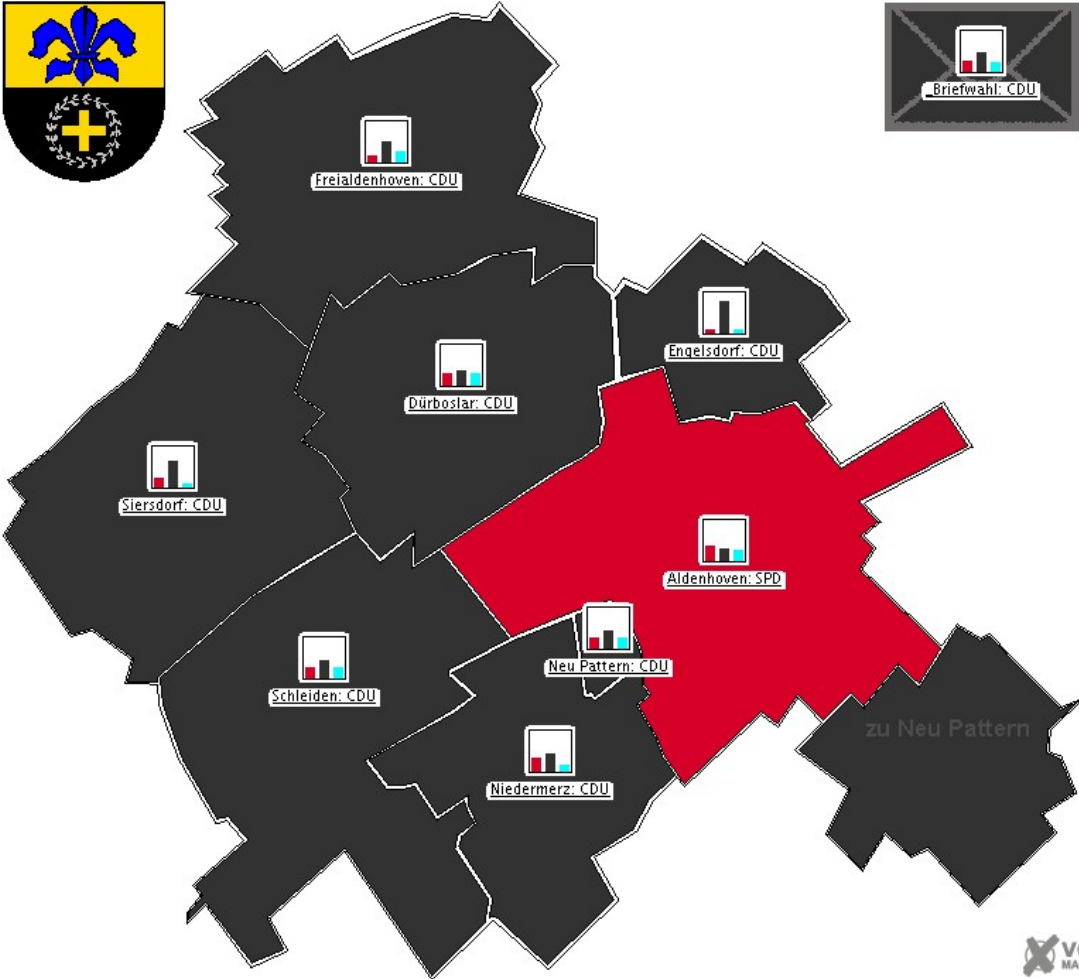 _Briefwahl: CDU
Freialdenhoven: CDU
Engelsdorf: CDU
Dürboslar: CDU
Siersdorf: CDU
Aldenhoven: SPD
Neu Pattern: CDU
Schleiden: CDU
zu Neu Pattern
Niedermerz: CDU